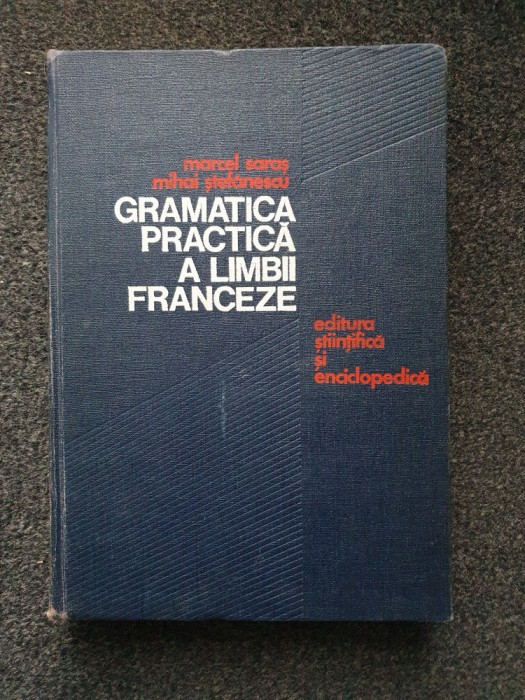 marcel saraș
mihai ștefănescu
GRAMATICA
PRACTICĂ
A LIMBII
FRANCEZE
editura
științifică
și
enciclopedică